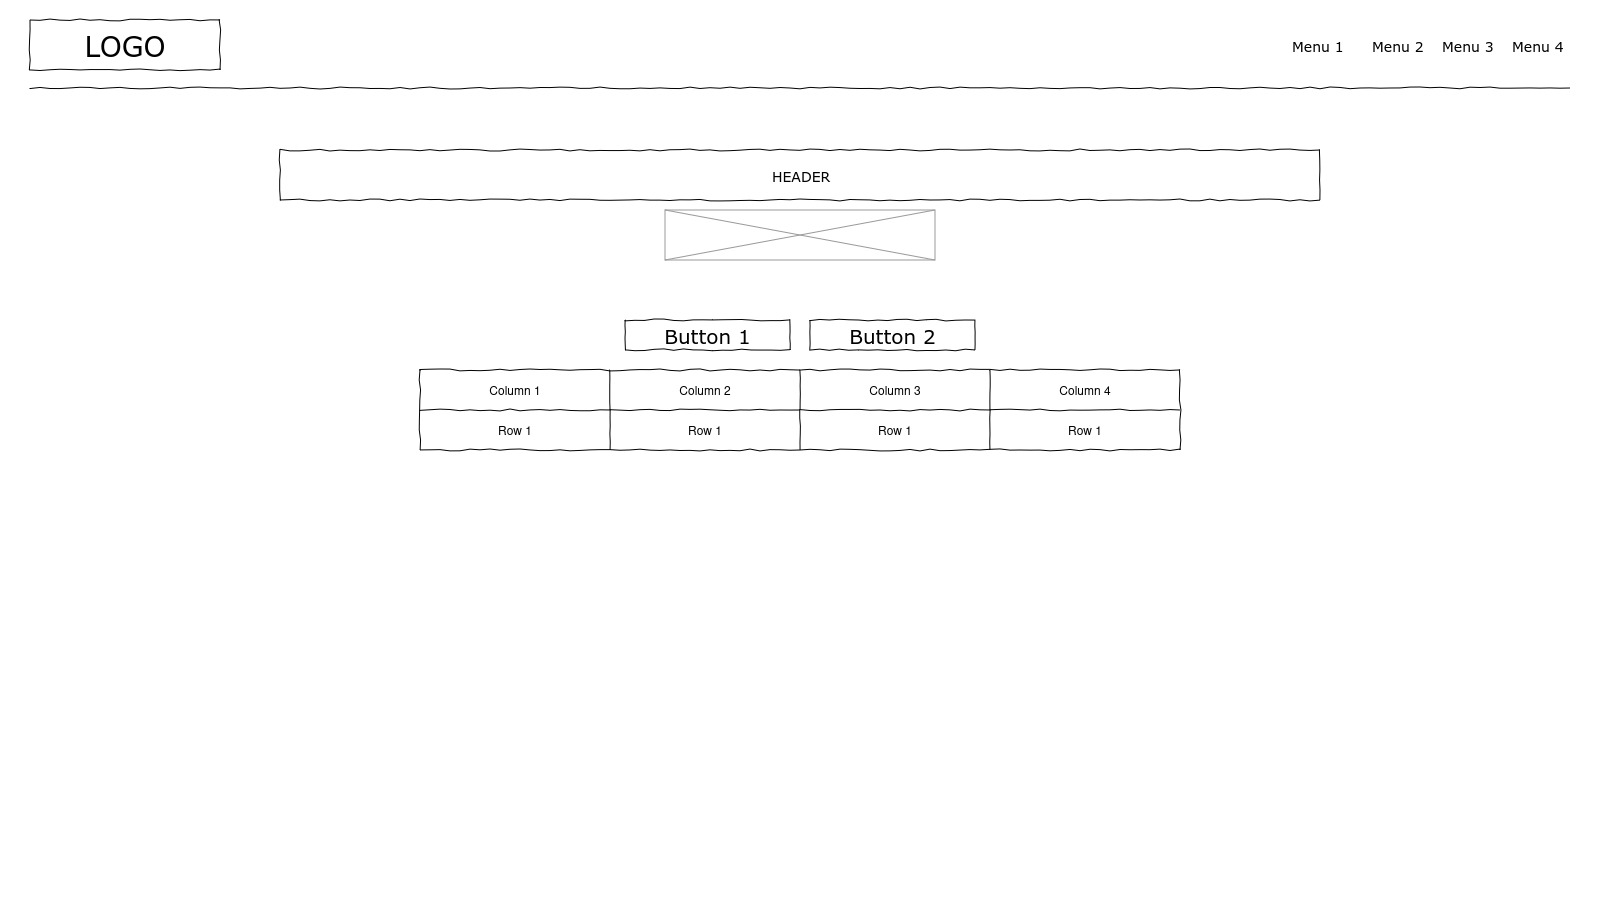 LOGO
Menu 1 Menu 2 Menu 3 Menu 4
HEADER
Button 1 Button 2
Column 1 Column 2 Column 3 Column 4
Row 1 Row 1 Row 1 Row 1